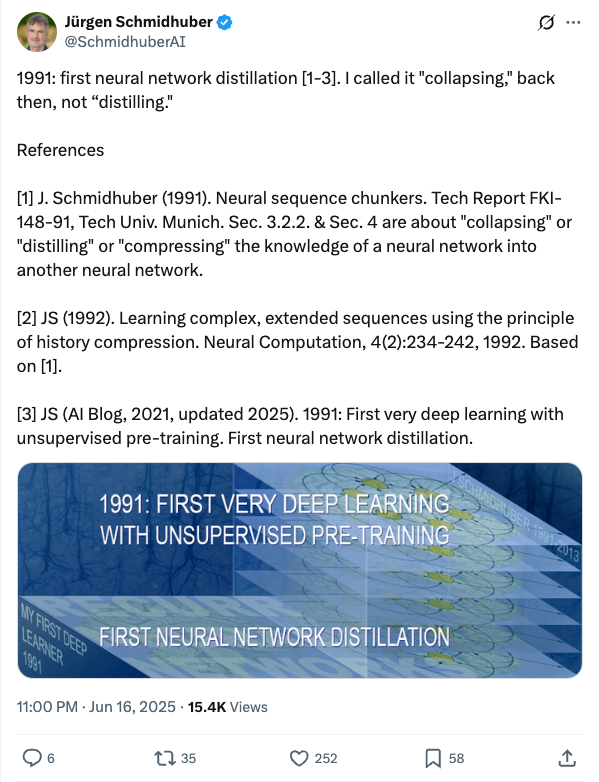 Jürgen Schmidhuber
@SchmidhuberAI
1991: first neural network distillation [1-3]. I called it "collapsing," back
then, not “distilling."
References
[1] J. Schmidhuber (1991). Neural sequence chunkers. Tech Report FKI-
148-91, Tech Univ. Munich. Sec. 3.2.2. & Sec. 4 are about "collapsing" or
"distilling" or "compressing" the knowledge of a neural network into
another neural network.
[2] JS (1992). Learning complex, extended sequences using the principle
of history compression. Neural Computation, 4(2):234-242, 1992. Based
on [1].
[3] JS (AI Blog, 2021, updated 2025). 1991: First very deep learning with
unsupervised pre-training. First neural network distillation.
1991: FIRST VERY DEEP LEARNING
WITH UNSUPERVISED PRE-TRAINING
SCHMIDHUBER 1991-2013
MY FIRST DEEP
LEARNER
1991
FIRST NEURAL NETWORK DISTILLATION
11:00 PM · Jun 16, 2025 · 15.4K Views
6 35 252 58